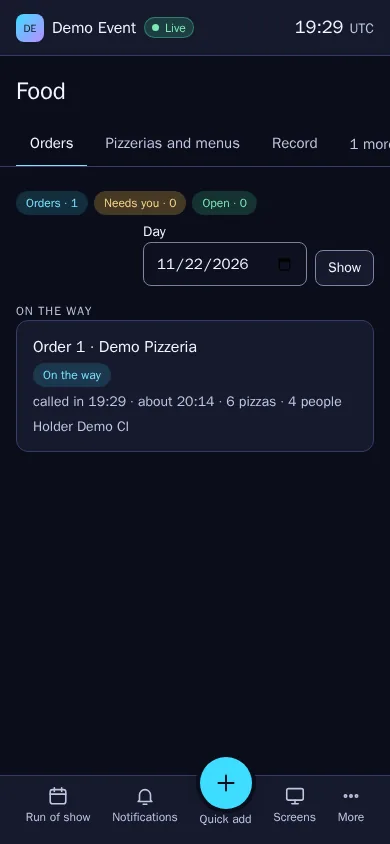 DE Demo Event Live 19:29 UTC
Food
Orders Pizzerias and menus Record 1 more
Orders · 1 Needs you · 0 Open · 0
Day
11/22/2026 Show
ON THE WAY
Order 1 · Demo Pizzeria
On the way
called in 19:29 · about 20:14 · 6 pizzas · 4 people
Holder Demo CI
Run of show Notifications Quick add Screens More